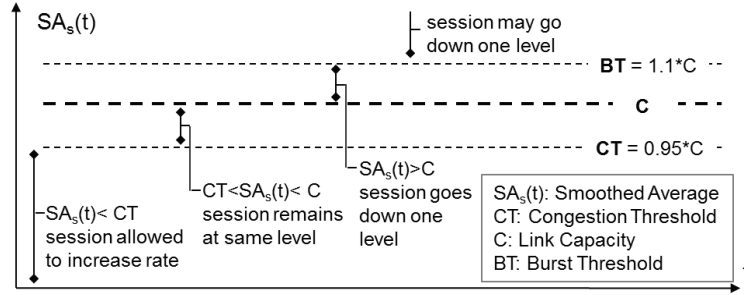 SAs(t)
session may go
down one level
BT = 1.1*C
C
CT = 0.95*C
SAs(t)>C
session goes
down one
level
CT<SAs(t)< C
session remains
at same level
SAs(t)< CT
session allowed
to increase rate
SAs(t): Smoothed Average
CT: Congestion Threshold
C: Link Capacity
BT: Burst Threshold